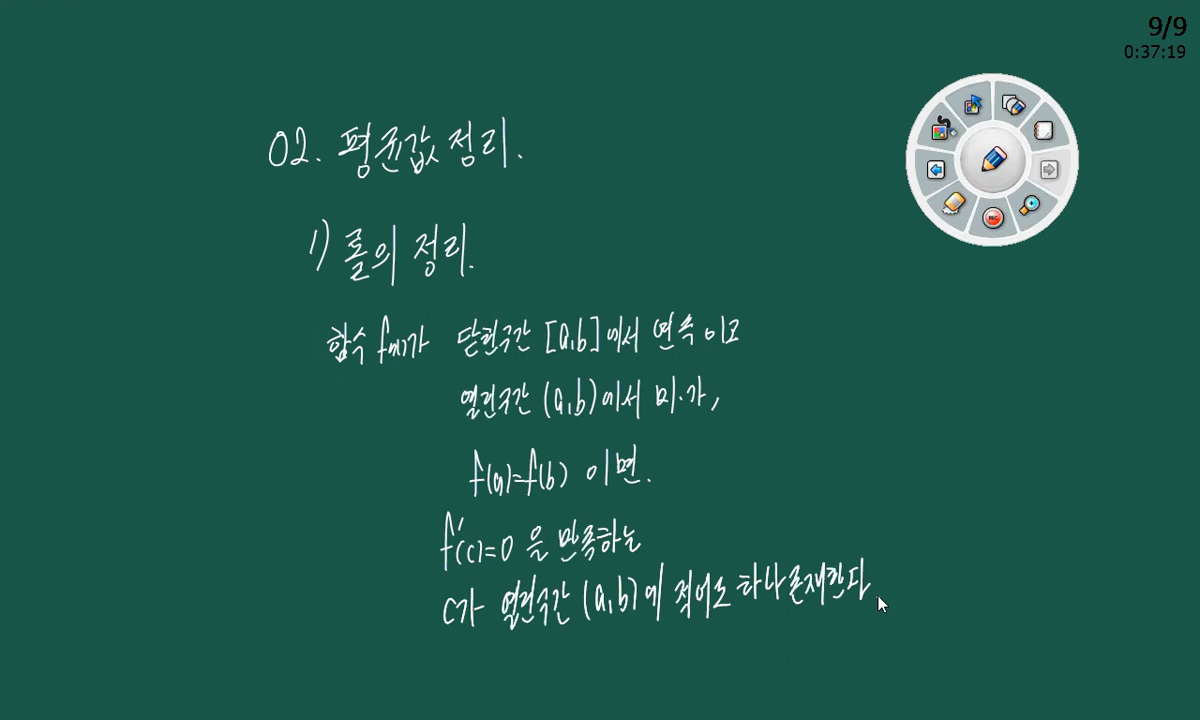 9/9
0:37:19
02. 평균값 정리.
1) 롤의 정리.
함수 f(x)가 닫힌구간 [a,b]에서 연속이고
열린구간 (a,b)에서 미.가,
f(a)=f(b) 이면.
f'(c)=0 을 만족하는
c가 열린구간 (a,b)에 적어도 하나 존재한다
REC